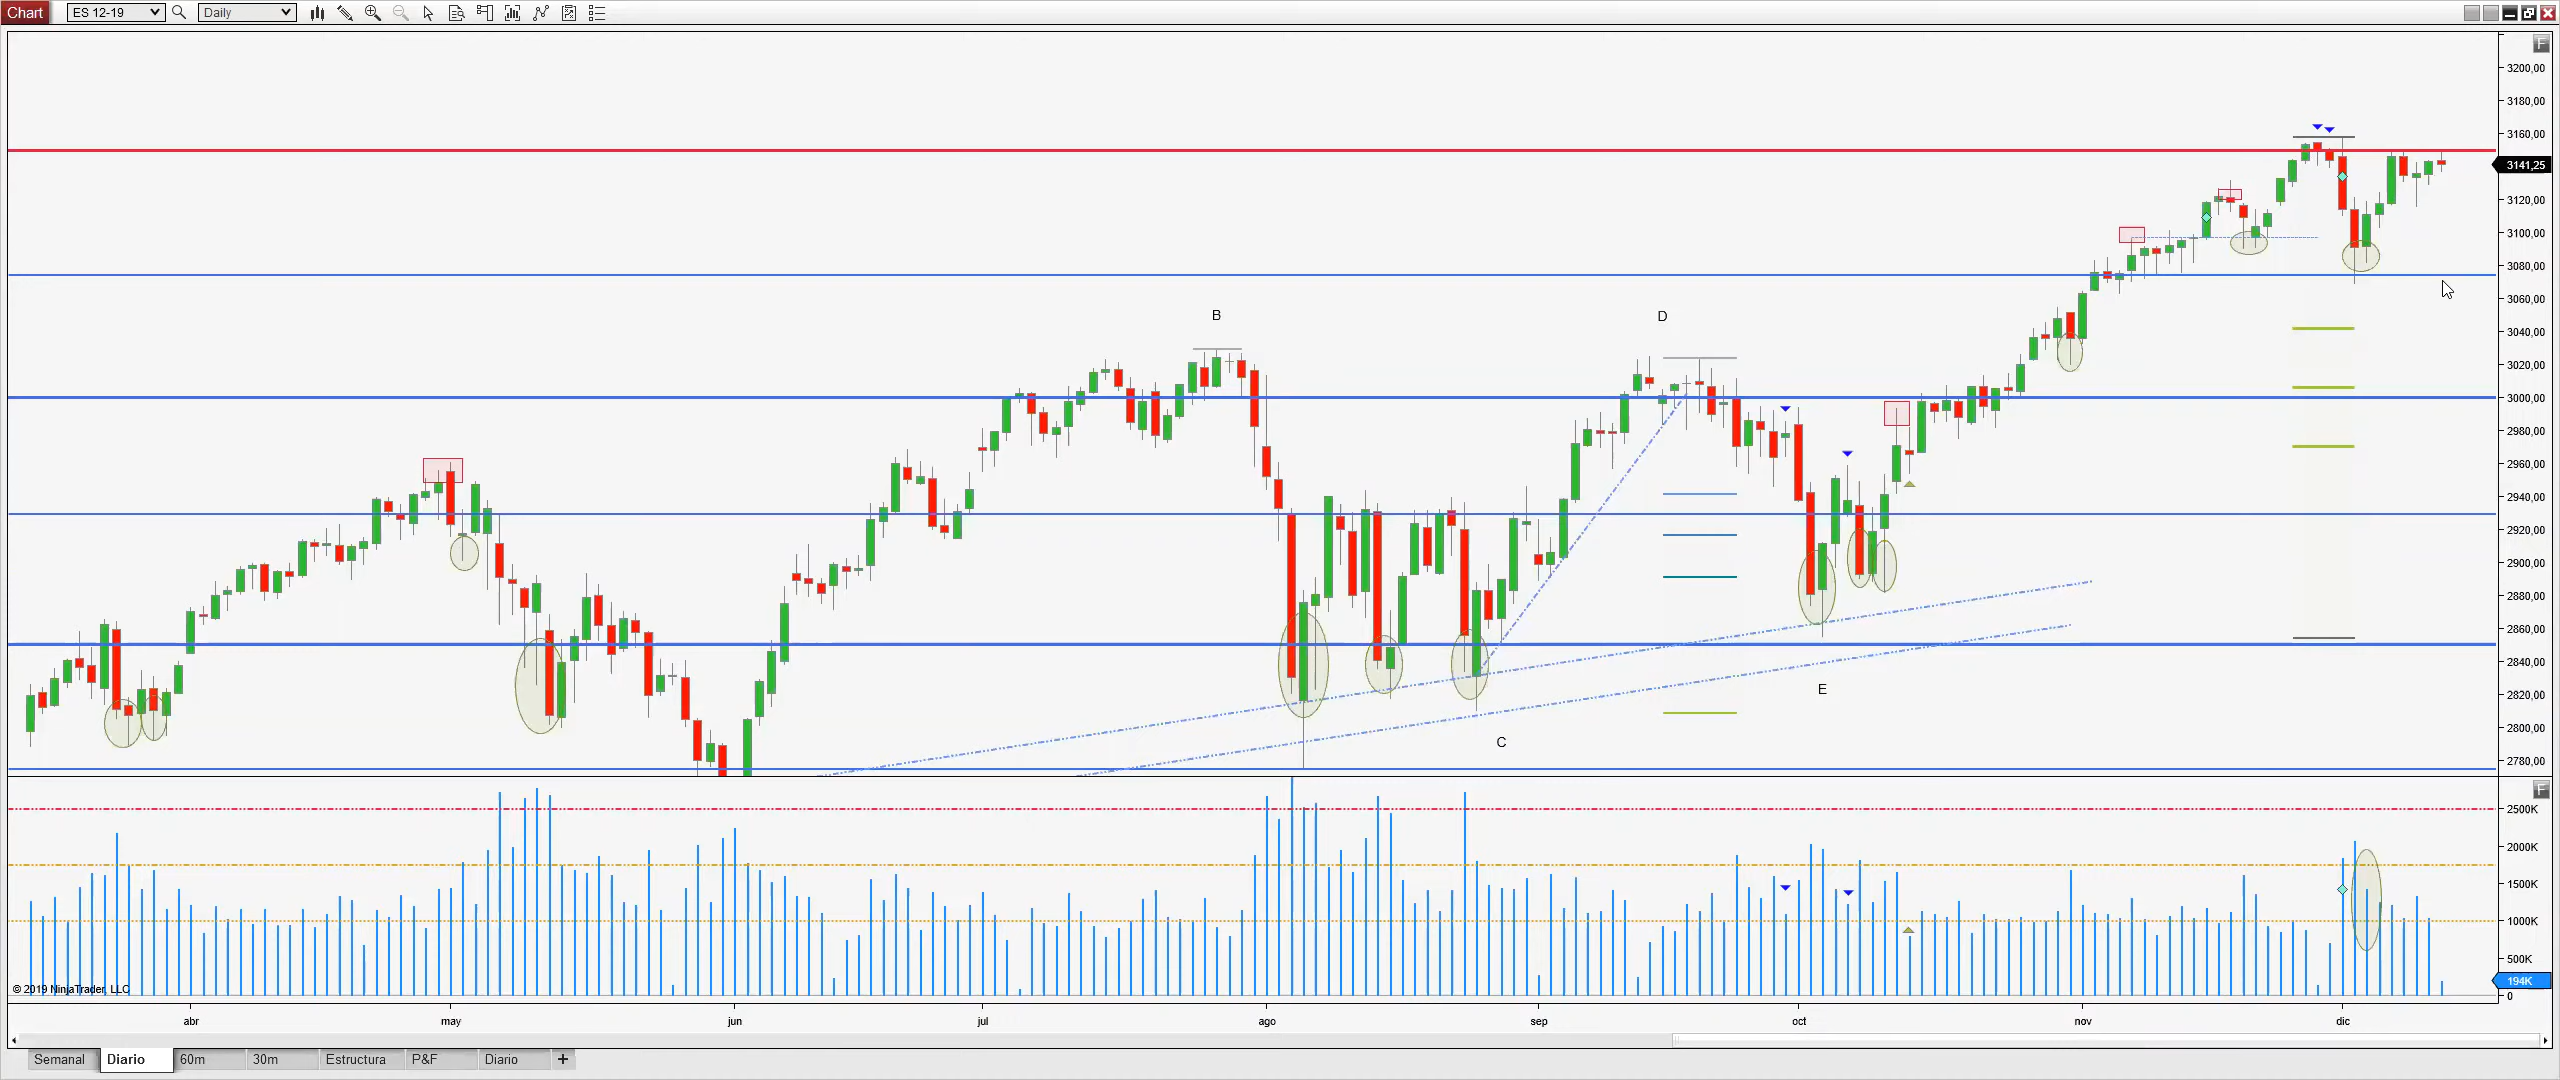 Chart ES 12-19 Daily
F
3200,00
3180,00
3160,00
3141,25
3120,00
3100,00
3080,00
3060,00
3040,00
3020,00
3000,00
2980,00
2960,00
2940,00
2920,00
2900,00
2880,00
2860,00
2840,00
2820,00
2800,00
2780,00
B
D
E
C
F
2500K
2000K
1500K
1000K
500K
194K
0
© 2019 NinjaTrader, LLC
abr may jun jul ago sep oct nov dic
Semanal Diario 60m 30m Estructura P&F Diario +